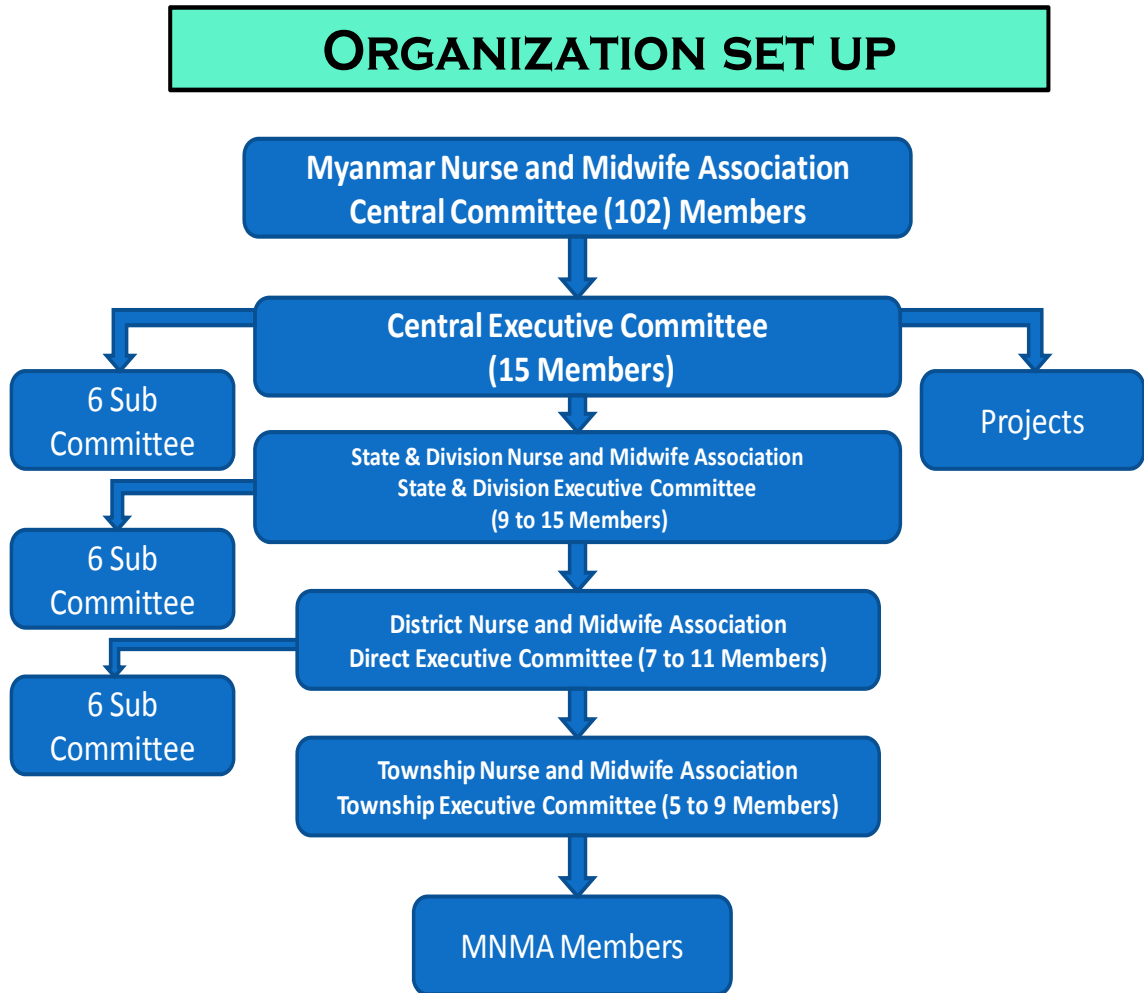 ORGANIZATION SET UP
Myanmar Nurse and Midwife Association
Central Committee (102) Members
Central Executive Committee
(15 Members)
6 Sub
Committee
Projects
State & Division Nurse and Midwife Association
State & Division Executive Committee
(9 to 15 Members)
6 Sub
Committee
District Nurse and Midwife Association
Direct Executive Committee (7 to 11 Members)
6 Sub
Committee
Township Nurse and Midwife Association
Township Executive Committee (5 to 9 Members)
MNMA Members